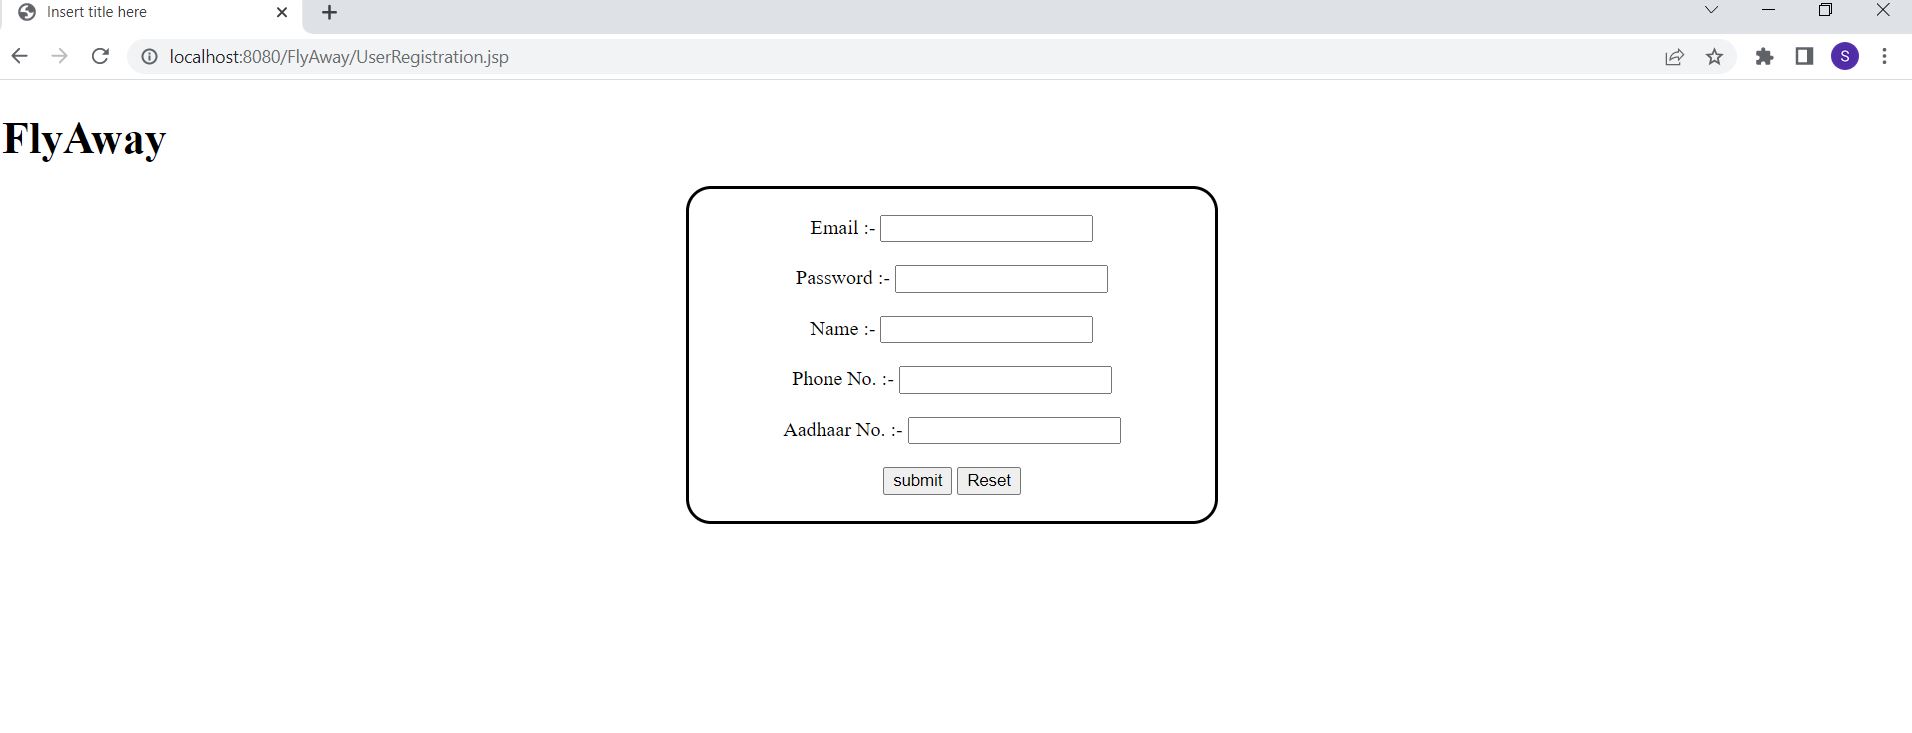 Insert title here
localhost:8080/FlyAway/UserRegistration.jsp
S
FlyAway
Email :-
Password :-
Name :-
Phone No. :-
Aadhaar No. :-
submit Reset